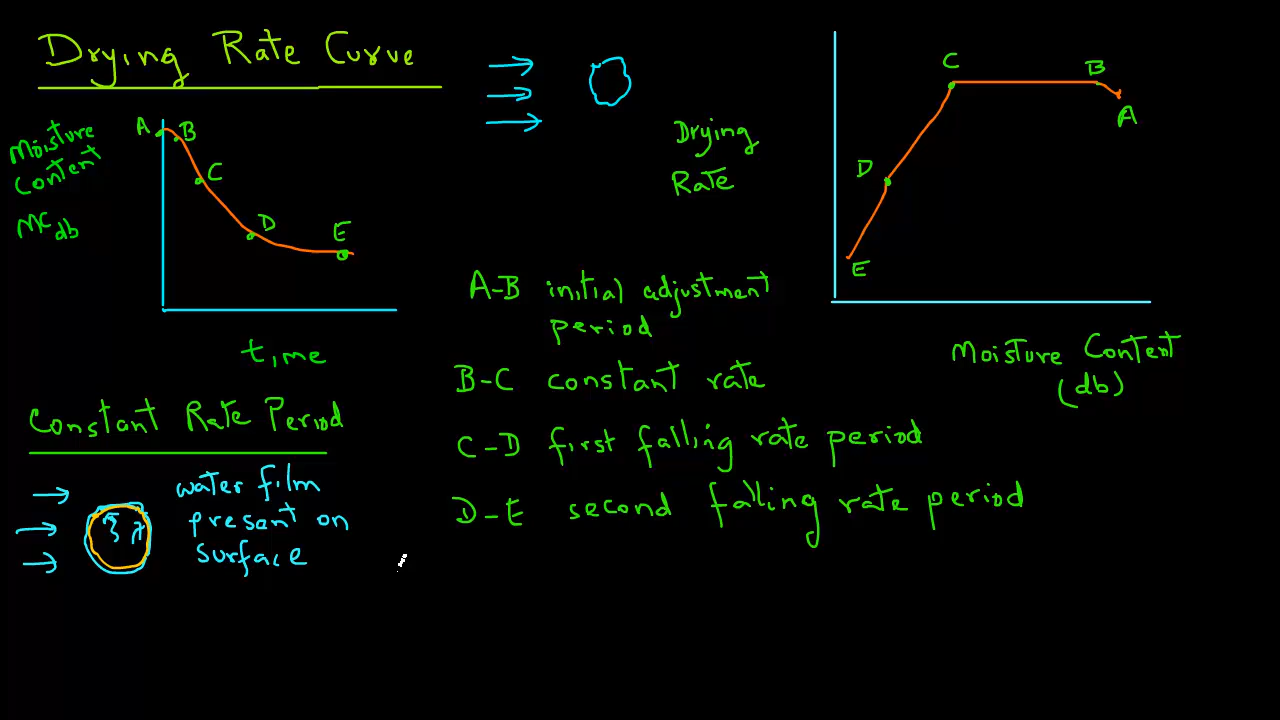 Drying Rate Curve
Moisture
Content
MC db
A
B
C
D
E
time
Drying
Rate
C
B
A
D
E
Moisture Content
(db)
A-B initial adjustment
period
B-C constant rate
C-D first falling rate period
D-E second falling rate period
Constant Rate Period
water film
present on
surface